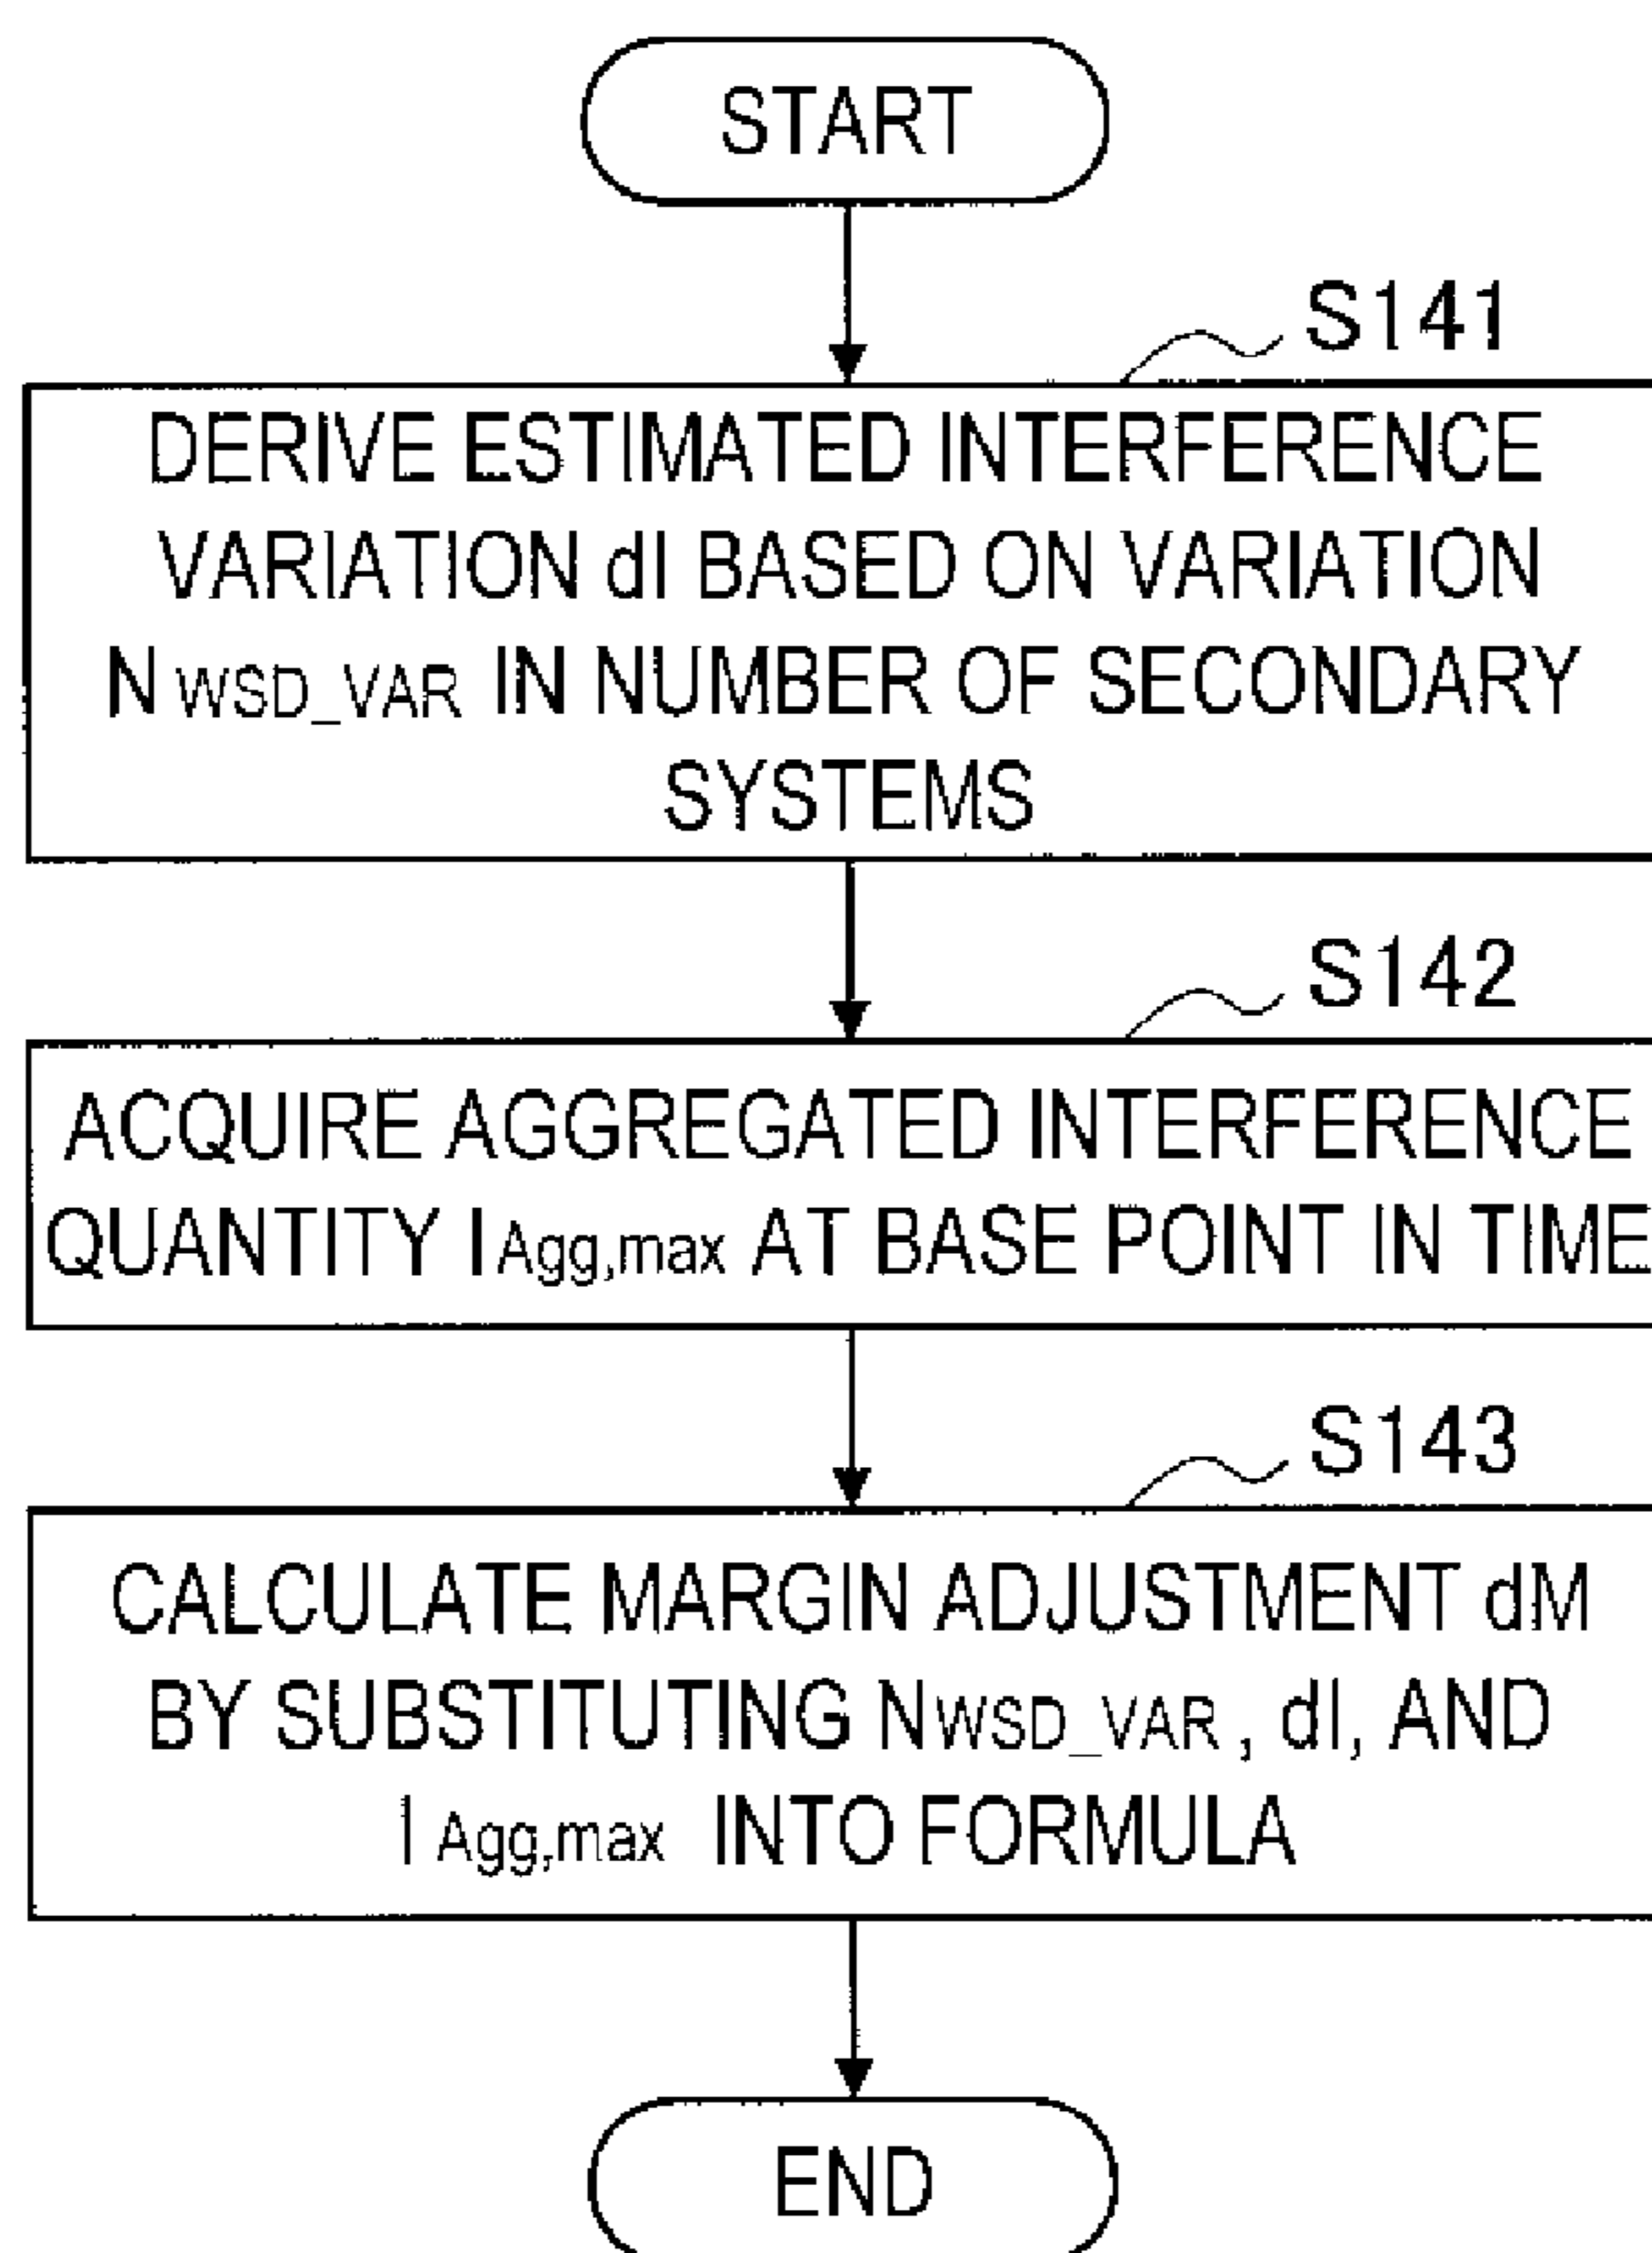 START
S141
DERIVE ESTIMATED INTERFERENCE
VARIATION dI BASED ON VARIATION
N WSD_VAR IN NUMBER OF SECONDARY
SYSTEMS
S142
ACQUIRE AGGREGATED INTERFERENCE
QUANTITY I Agg,max AT BASE POINT IN TIME
S143
CALCULATE MARGIN ADJUSTMENT dM
BY SUBSTITUTING NWSD_VAR, dI, AND
I Agg,max INTO FORMULA
END